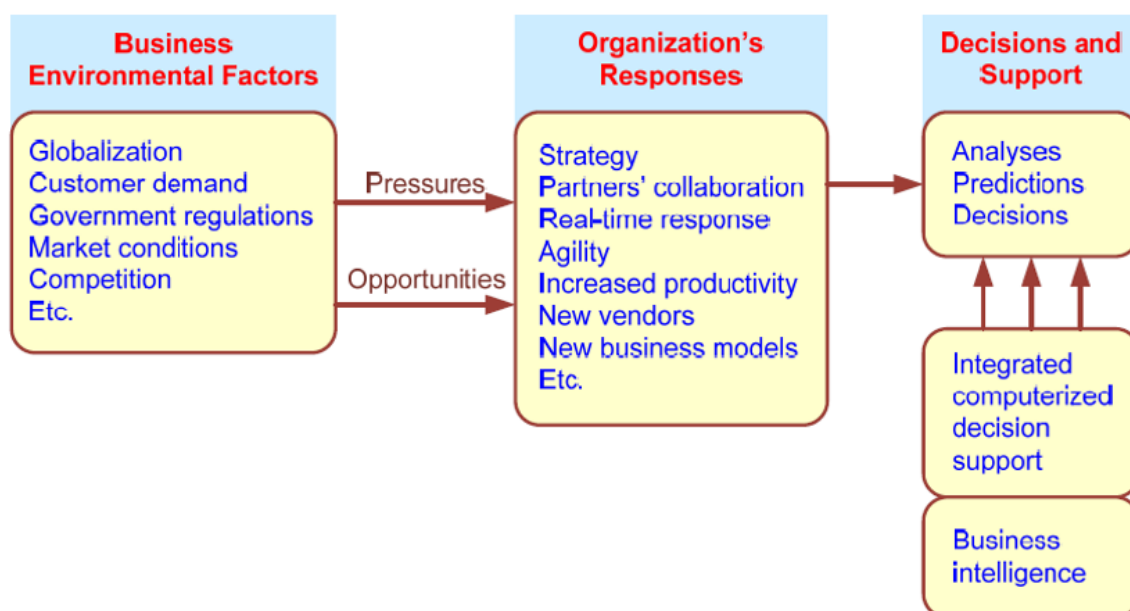 Business
Environmental Factors
Globalization
Customer demand
Government regulations
Market conditions
Competition
Etc.
Pressures
Opportunities
Organization's
Responses
Strategy
Partners' collaboration
Real-time response
Agility
Increased productivity
New vendors
New business models
Etc.
Decisions and
Support
Analyses
Predictions
Decisions
Integrated
computerized
decision
support
Business
intelligence